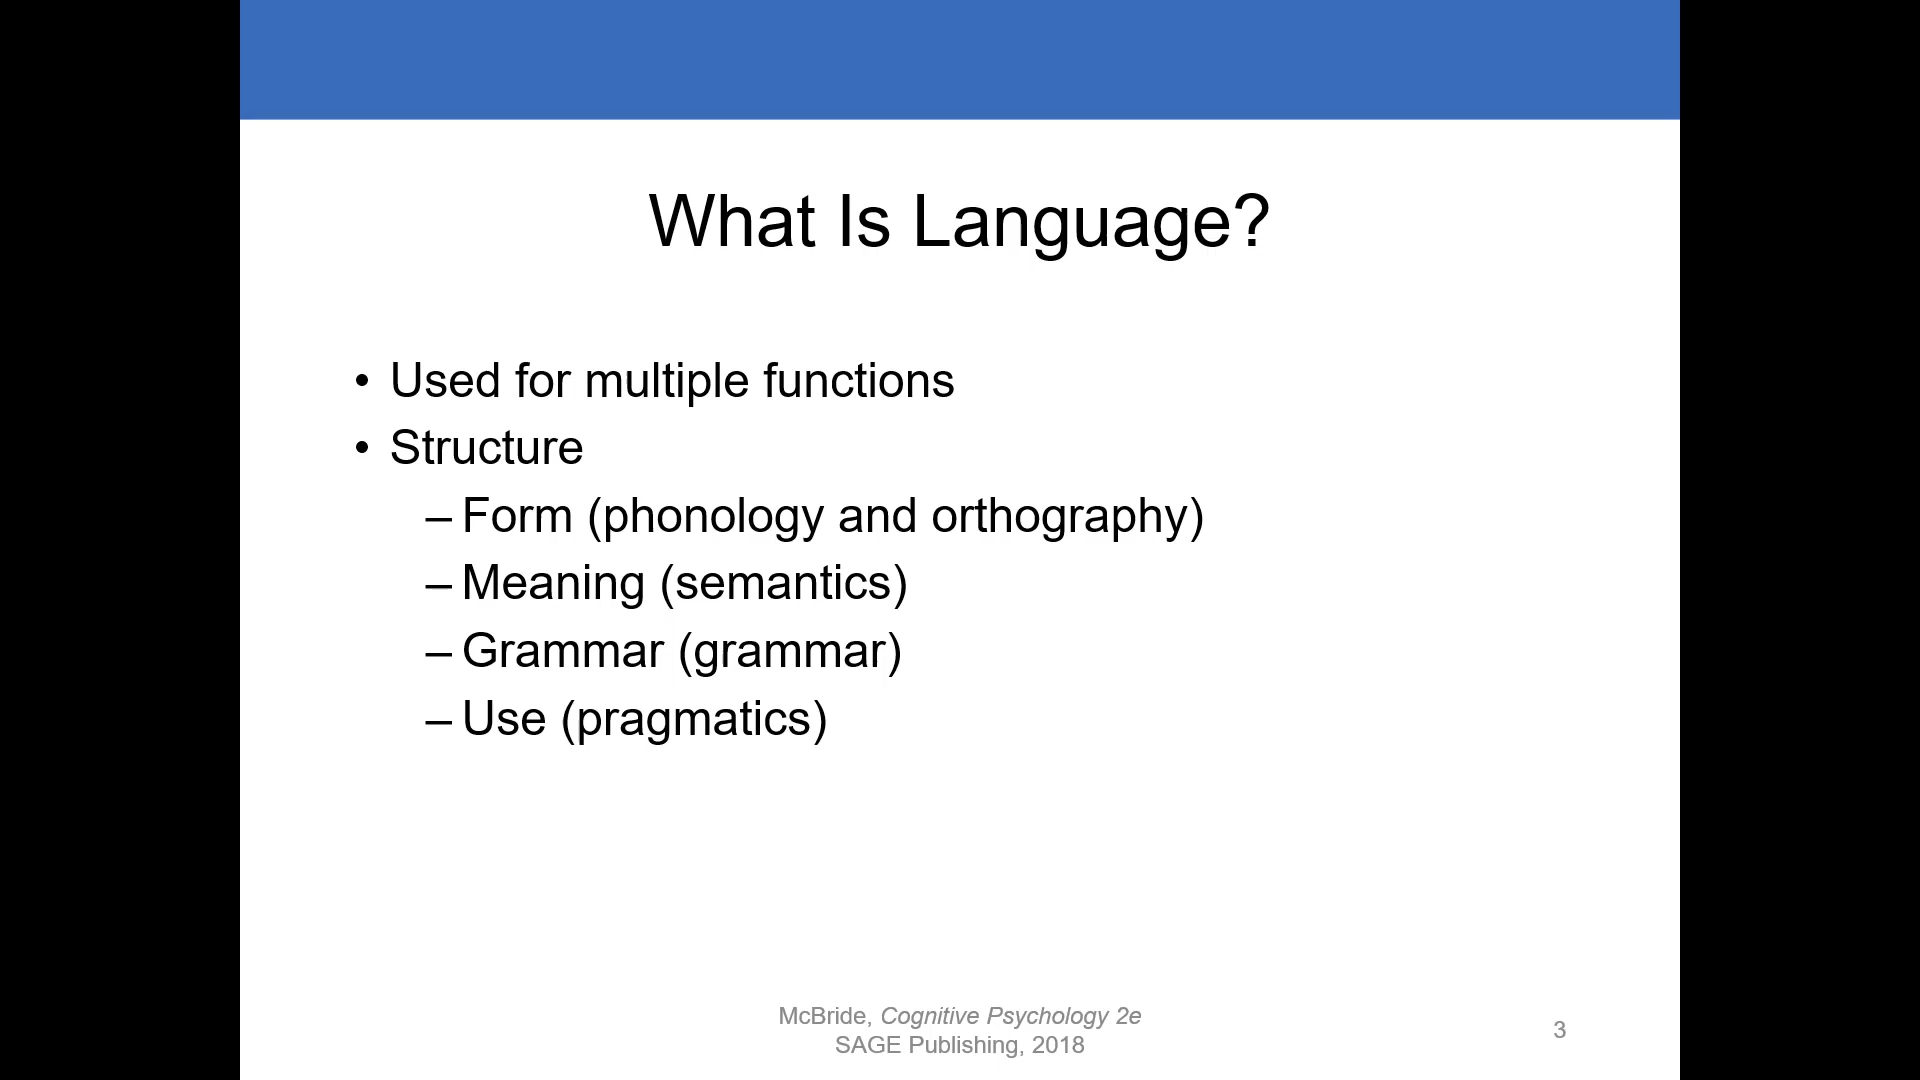 What Is Language?
• Used for multiple functions
• Structure
– Form (phonology and orthography)
– Meaning (semantics)
– Grammar (grammar)
– Use (pragmatics)
McBride, Cognitive Psychology 2e
SAGE Publishing, 2018
3